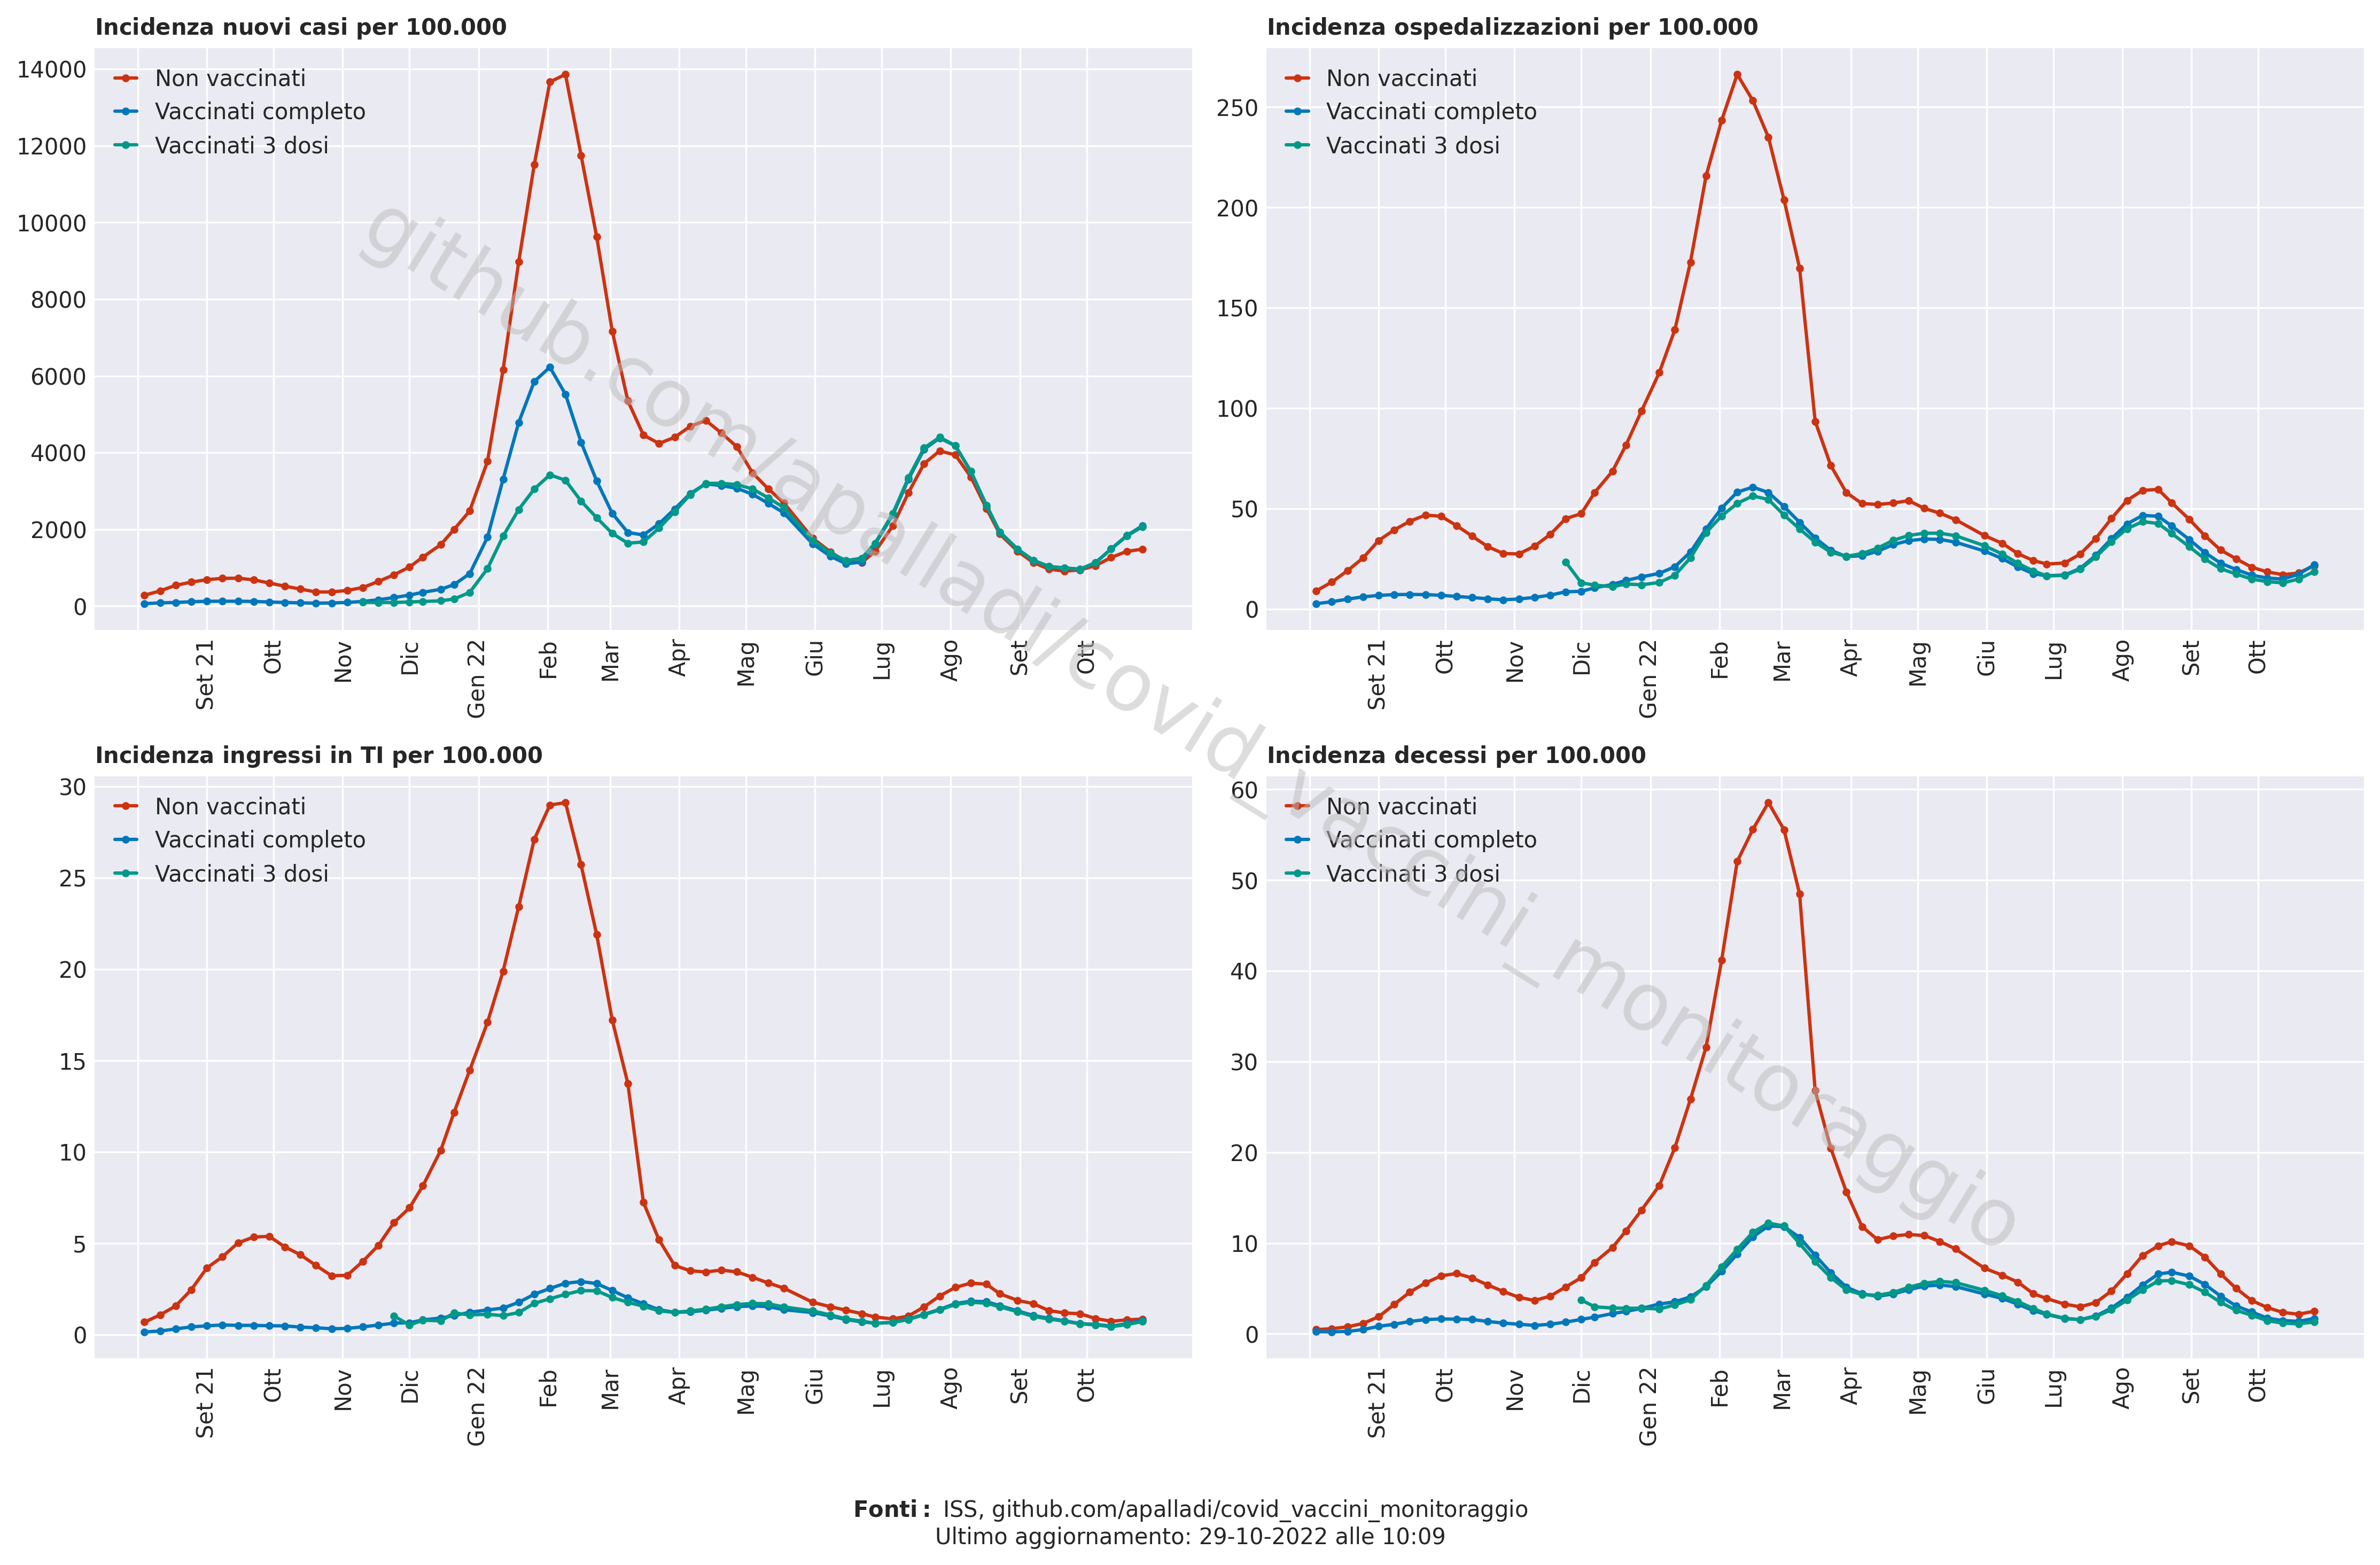 Incidenza nuovi casi per 100.000
14000
12000
10000
8000
6000
4000
2000
0
Non vaccinati
Vaccinati completo
Vaccinati 3 dosi
Set 21
Ott
Nov
Dic
Gen 22
Feb
Mar
Apr
Mag
Giu
Lug
Ago
Set
Ott
Incidenza ospedalizzazioni per 100.000
250
200
150
100
50
0
Non vaccinati
Vaccinati completo
Vaccinati 3 dosi
Set 21
Ott
Nov
Dic
Gen 22
Feb
Mar
Apr
Mag
Giu
Lug
Ago
Set
Ott
Incidenza ingressi in TI per 100.000
30
25
20
15
10
5
0
Non vaccinati
Vaccinati completo
Vaccinati 3 dosi
Set 21
Ott
Nov
Dic
Gen 22
Feb
Mar
Apr
Mag
Giu
Lug
Ago
Set
Ott
Incidenza decessi per 100.000
60
50
40
30
20
10
0
Non vaccinati
Vaccinati completo
Vaccinati 3 dosi
Set 21
Ott
Nov
Dic
Gen 22
Feb
Mar
Apr
Mag
Giu
Lug
Ago
Set
Ott
github.com/apalladi/covid_vaccini_monitoraggio
Fonti: ISS, github.com/apalladi/covid_vaccini_monitoraggio
Ultimo aggiornamento: 29-10-2022 alle 10:09